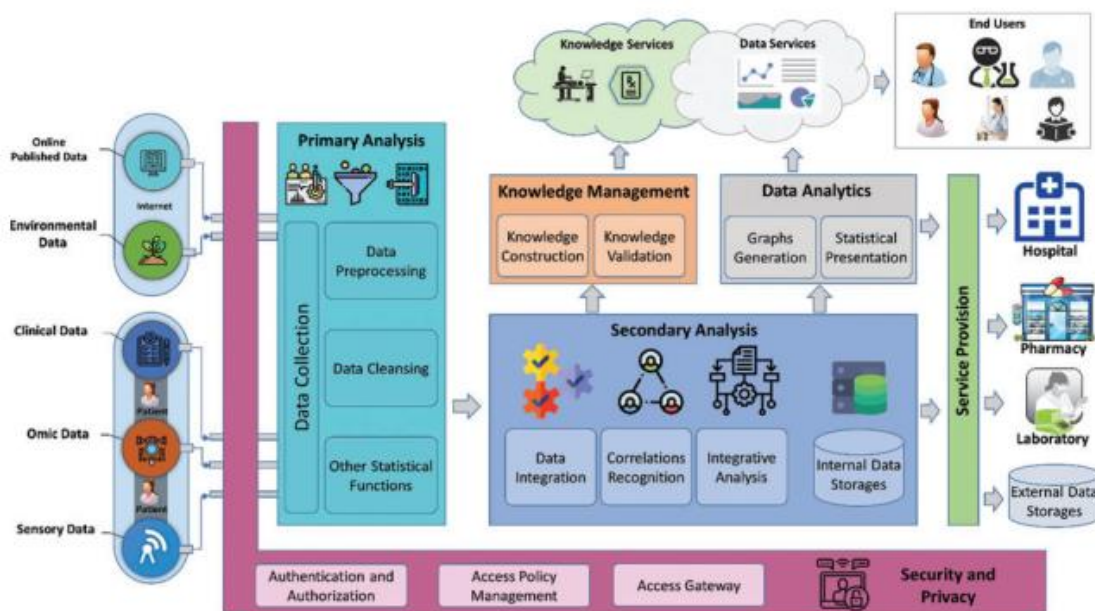 Online
Published Data
Internet
Environmental
Data
Clinical Data
Patient
Omic Data
Patient
Sensory Data
Primary Analysis
Data Collection
Data
Preprocessing
Data Cleansing
Other Statistical
Functions
Knowledge Services
Data Services
End Users
Knowledge Management
Knowledge
Construction
Knowledge
Validation
Data Analytics
Graphs
Generation
Statistical
Presentation
Secondary Analysis
Data
Integration
Correlations
Recognition
Integrative
Analysis
Internal Data
Storages
Service Provision
Hospital
Pharmacy
Laboratory
External Data
Storages
Authentication and
Authorization
Access Policy
Management
Access Gateway
Security and
Privacy